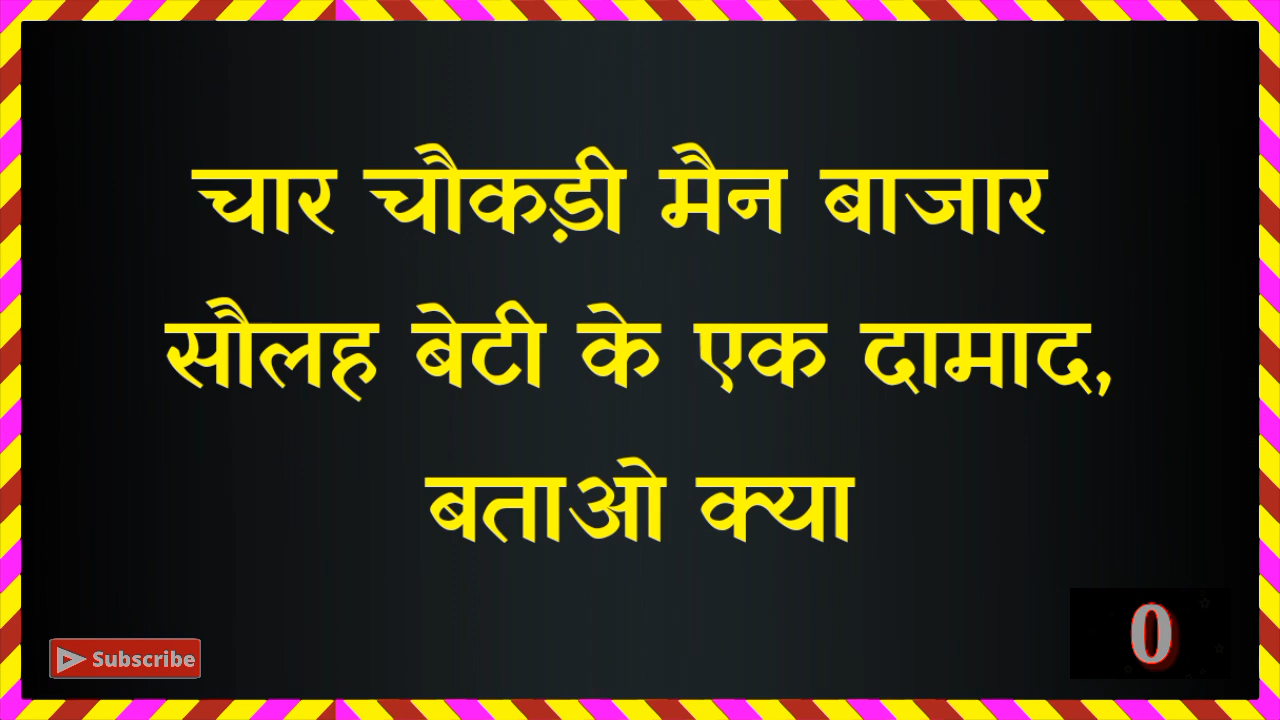 चार चौकड़ी मैन बाजार
सौलह बेटी के एक दामाद,
बताओ क्या
Subscribe
0